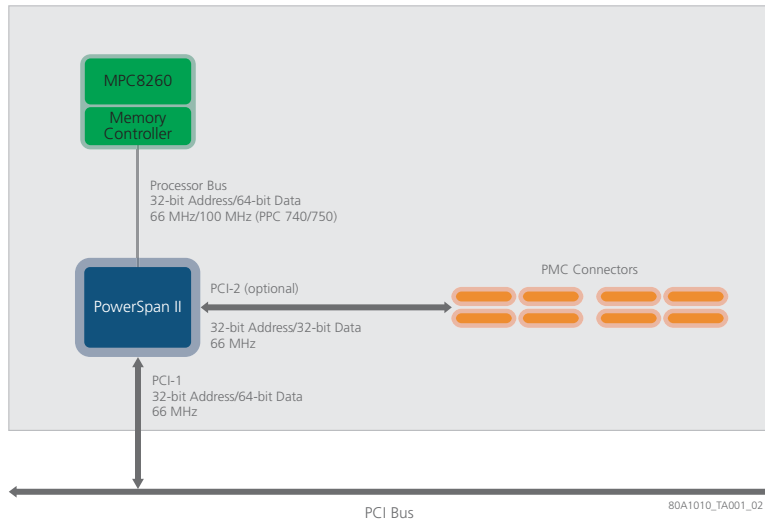 MPC8260
Memory
Controller
Processor Bus
32-bit Address/64-bit Data
66 MHz/100 MHz (PPC 740/750)
PowerSpan II
PCI-2 (optional)
32-bit Address/32-bit Data
66 MHz
PMC Connectors
PCI-1
32-bit Address/64-bit Data
66 MHz
PCI Bus
80A1010_TA001_02